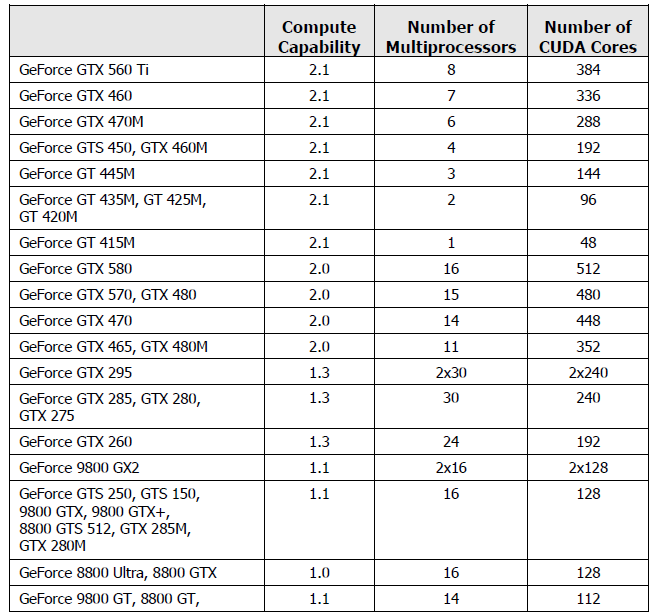 Compute Capability Number of Multiprocessors Number of CUDA Cores
GeForce GTX 560 Ti 2.1 8 384
GeForce GTX 460 2.1 7 336
GeForce GTX 470M 2.1 6 288
GeForce GTS 450, GTX 460M 2.1 4 192
GeForce GT 445M 2.1 3 144
GeForce GT 435M, GT 425M, 2.1 2 96
GT 420M
GeForce GT 415M 2.1 1 48
GeForce GTX 580 2.0 16 512
GeForce GTX 570, GTX 480 2.0 15 480
GeForce GTX 470 2.0 14 448
GeForce GTX 465, GTX 480M 2.0 11 352
GeForce GTX 295 1.3 2x30 2x240
GeForce GTX 285, GTX 280, 1.3 30 240
GTX 275
GeForce GTX 260 1.3 24 192
GeForce 9800 GX2 1.1 2x16 2x128
GeForce GTS 250, GTS 150, 1.1 16 128
9800 GTX, 9800 GTX+,
8800 GTS 512, GTX 285M,
GTX 280M
GeForce 8800 Ultra, 8800 GTX 1.0 16 128
GeForce 9800 GT, 8800 GT, 1.1 14 112